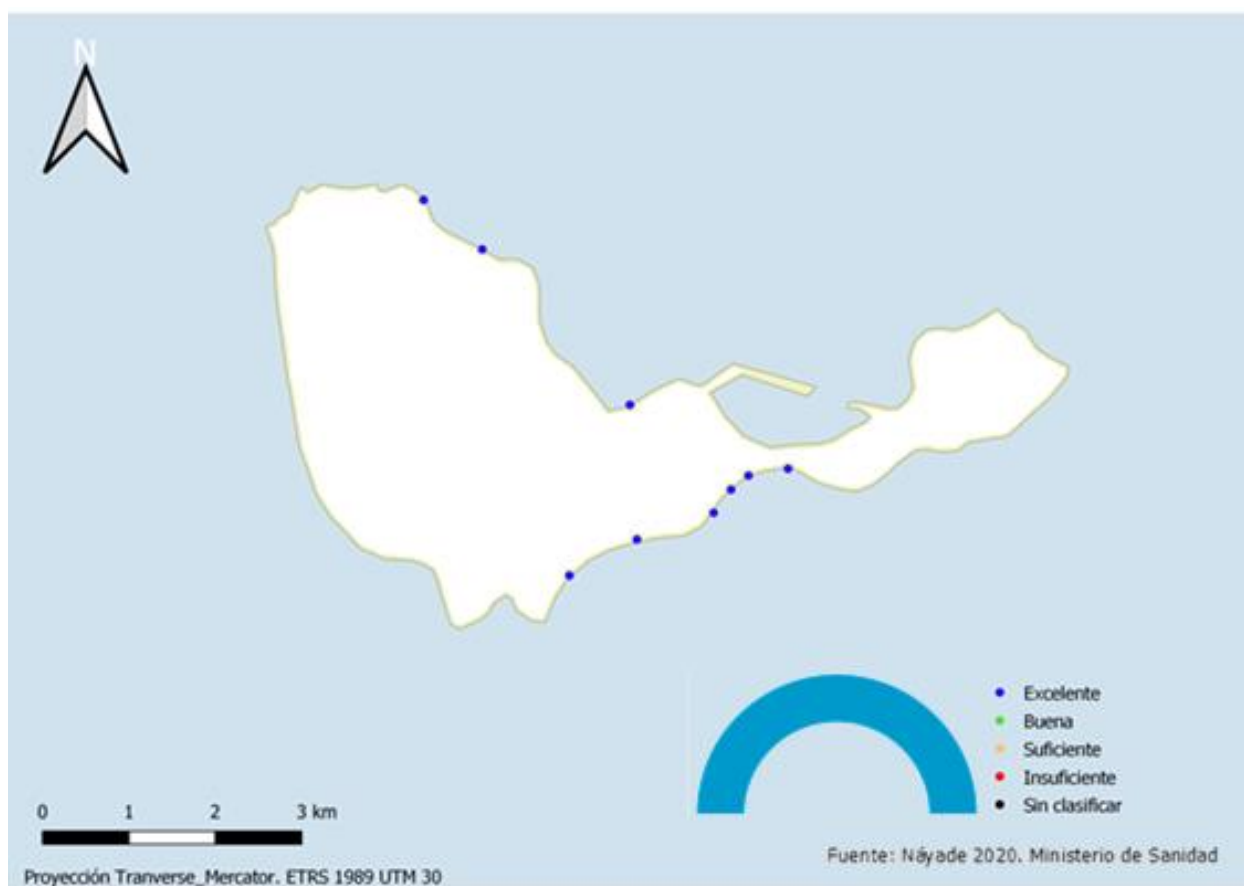 N
Excelente
Buena
Suficiente
Insuficiente
Sin clasificar
0 1 2 3 km
Fuente: Náyade 2020. Ministerio de Sanidad
Proyección Tranverse_Mercator. ETRS 1989 UTM 30